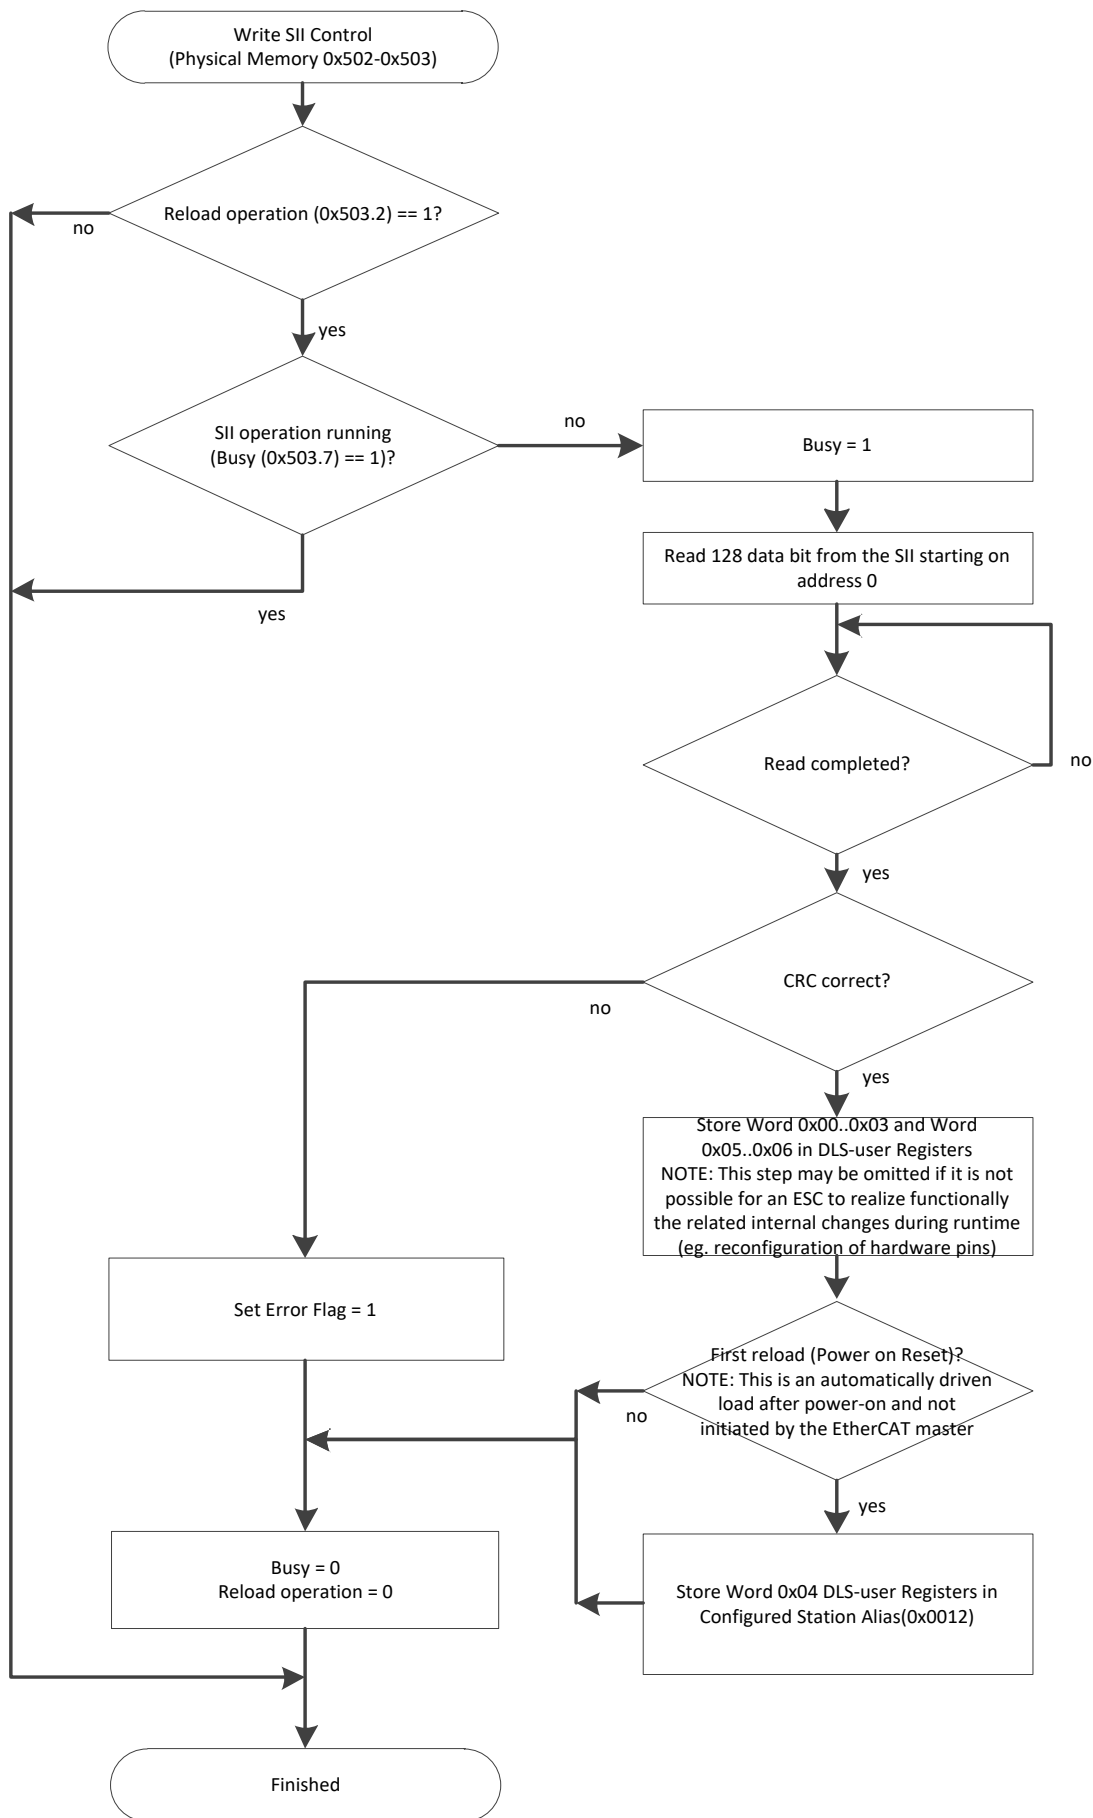 Write SII Control
(Physical Memory 0x502-0x503)
Reload operation (0x503.2) == 1?
no
yes
SII operation running
(Busy (0x503.7) == 1)?
no
yes
Busy = 1
Read 128 data bit from the SII starting on
address 0
Read completed?
no
yes
CRC correct?
no
yes
Store Word 0x00..0x03 and Word
0x05..0x06 in DLS-user Registers
NOTE: This step may be omitted if it is not
possible for an ESC to realize functionally
the related internal changes during runtime
(eg. reconfiguration of hardware pins)
Set Error Flag = 1
First reload (Power on Reset)?
NOTE: This is an automatically driven
load after power-on and not
initiated by the EtherCAT master
no
yes
Busy = 0
Reload operation = 0
Store Word 0x04 DLS-user Registers in
Configured Station Alias(0x0012)
Finished